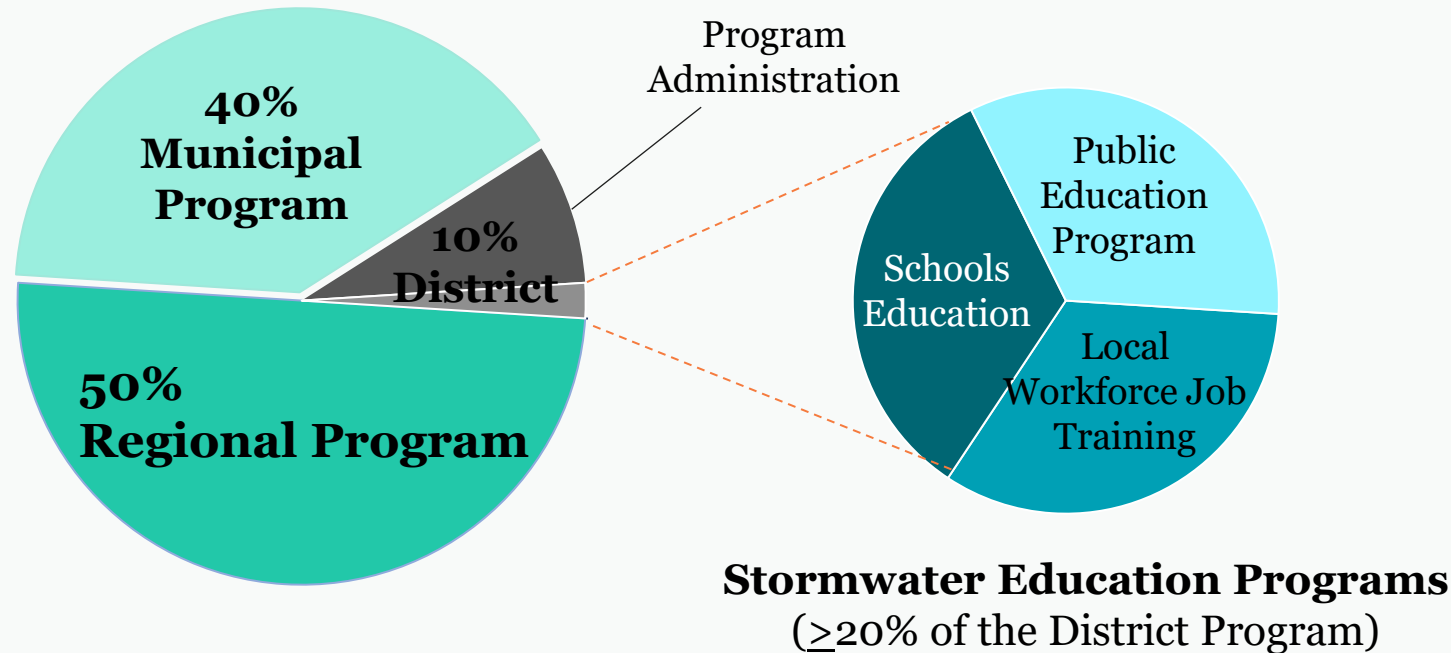 40%
Municipal
Program
Program
Administration
10%
District
50%
Regional Program
Public
Education
Program
Schools
Education
Local
Workforce Job
Training
Stormwater Education Programs
(≥20% of the District Program)